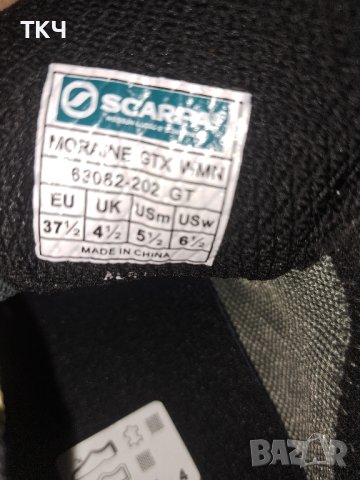 ТКЧ
SCARPA
MORAINE GTX WMN
63082-202 GT
EU UK USm USw
37½ 4½ 5½ 6½
MADE IN CHINA
BAZAR
bg